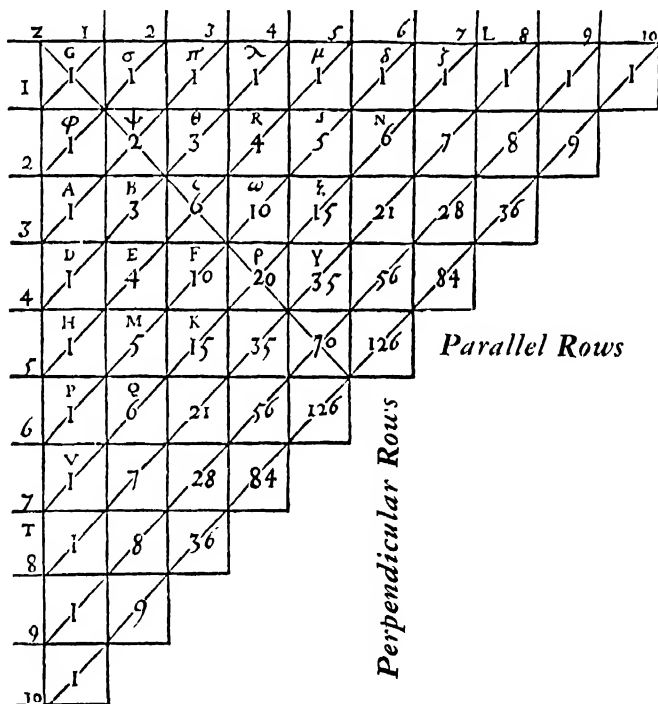 Z 1 2 3 4 5 6 7 L 8 9 10
G σ π λ μ δ ζ
1 1 1 1 1 1 1 1 1 1 1
φ ψ θ R S N
2 1 2 3 4 5 6 7 8 9
A B C ω ξ
3 1 3 6 10 15 21 28 36
D E F ρ Y
4 1 4 10 20 35 56 84
H M K
5 1 5 15 35 70 126
Parallel Rows
P Q
6 1 6 21 56 126
V
7 1 7 28 84
T
8 1 8 36
9 1 9
10 1
Perpendicular Rows